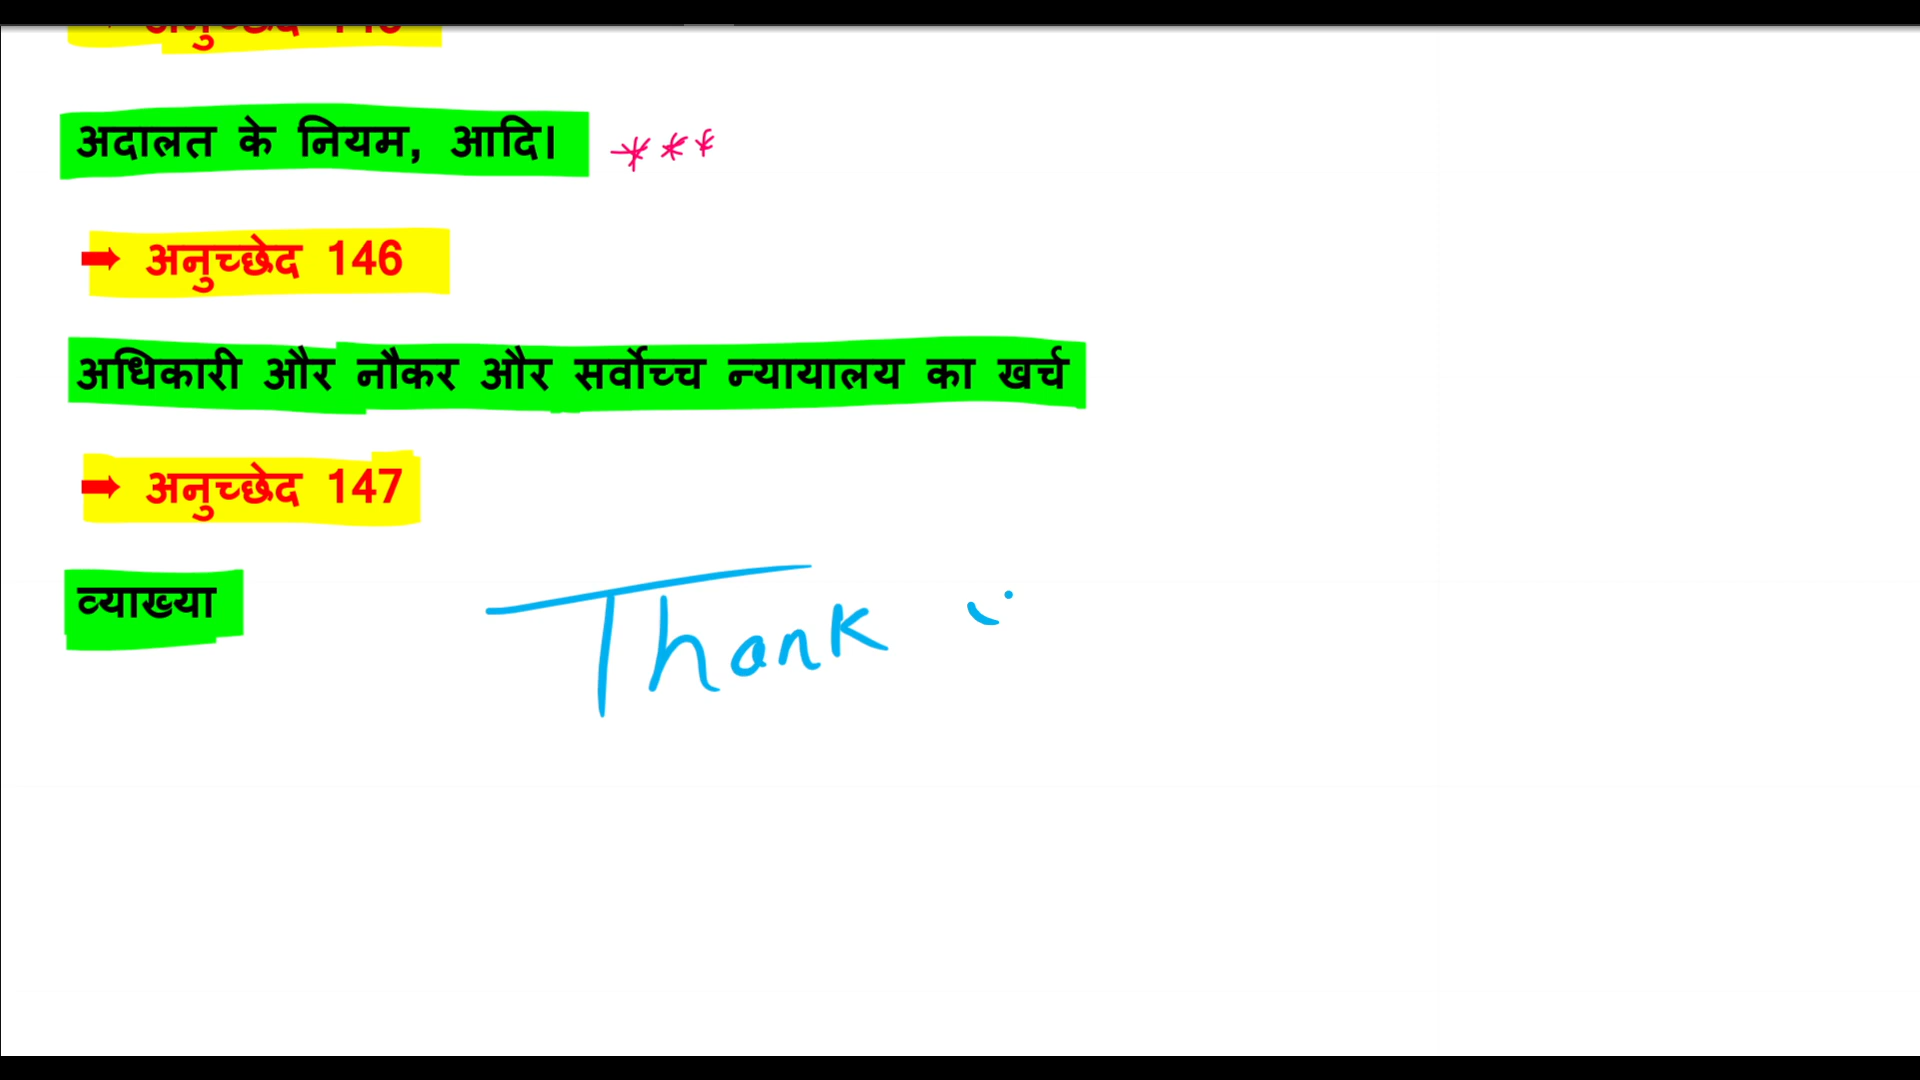 अदालत के नियम, आदि। ***
➡ अनुच्छेद 146
अधिकारी और नौकर और सर्वोच्च न्यायालय का खर्च
➡ अनुच्छेद 147
व्याख्या
Thank